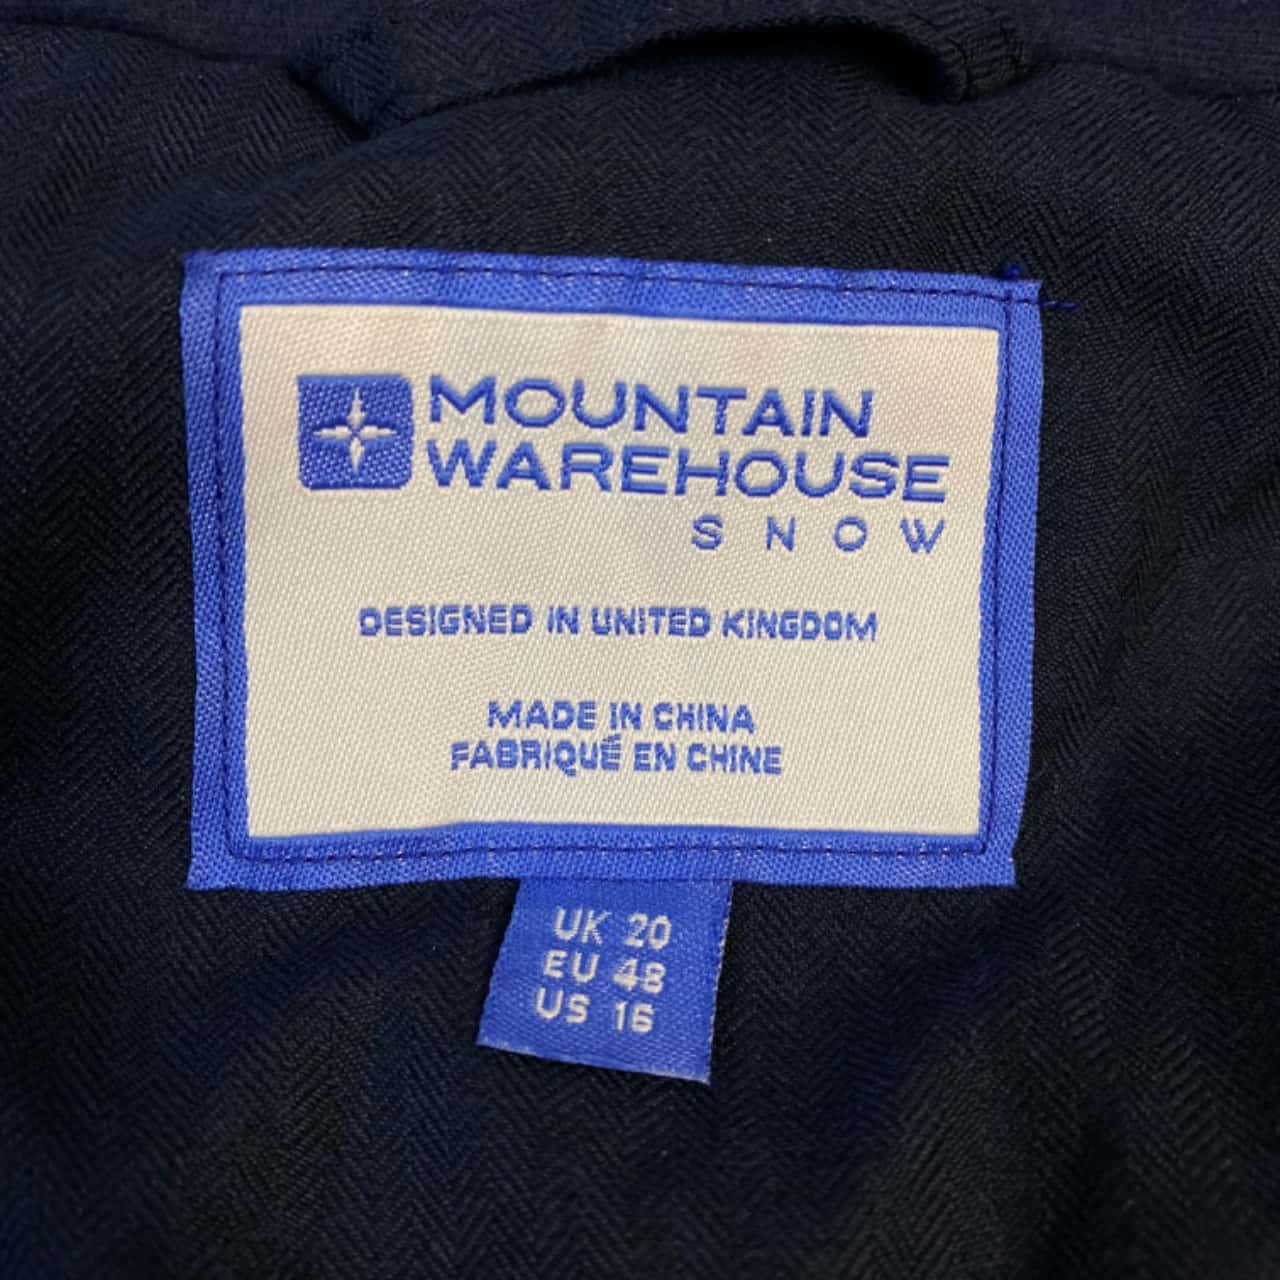 MOUNTAIN
WAREHOUSE
SNOW
DESIGNED IN UNITED KINGDOM
MADE IN CHINA
FABRIQUÉ EN CHINE
UK 20
EU 48
US 16